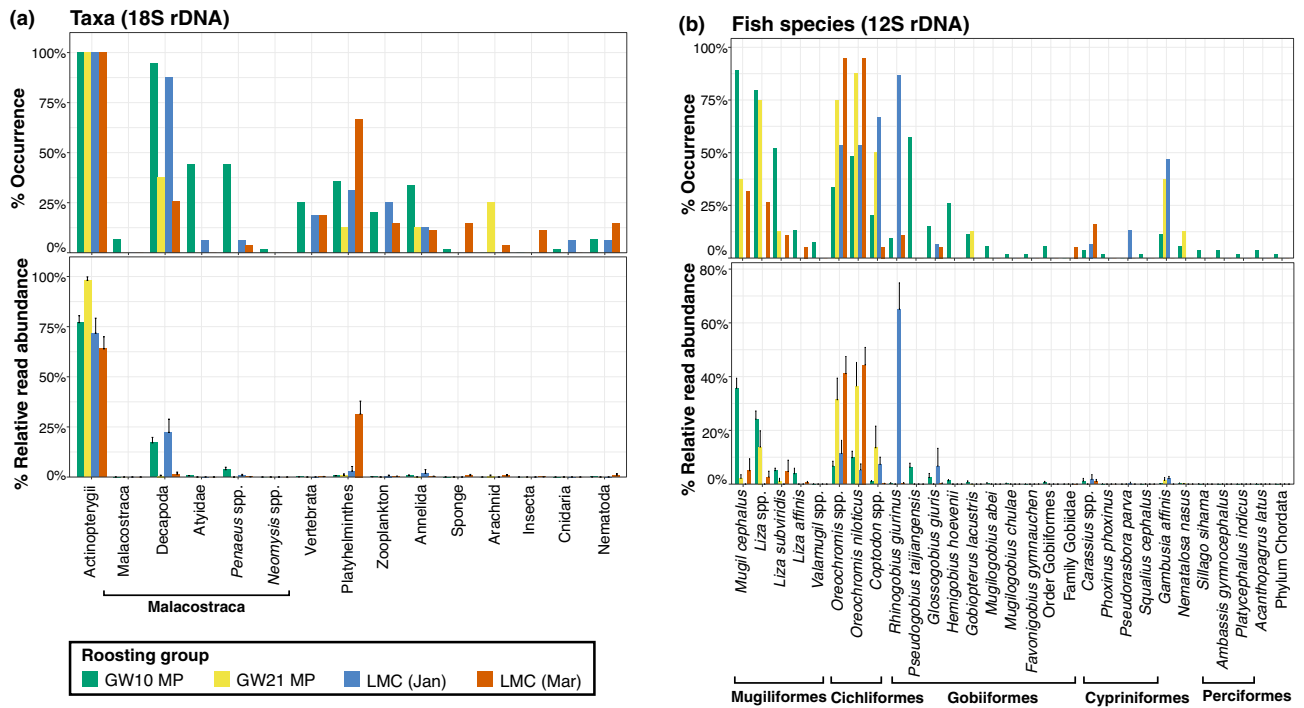 (a) Taxa (18S rDNA)
% Occurrence
100%
75%
50%
25%
0%
% Relative read abundance
100%
75%
50%
25%
0%
Actinopterygii
Malacostraca
Decapoda
Atyidae
Penaeus spp.
Neomysis spp.
Vertebrata
Platyhelminthes
Zooplankton
Annelida
Sponge
Arachnid
Insecta
Cnidaria
Nematoda
Malacostraca
Roosting group
GW10 MP
GW21 MP
LMC (Jan)
LMC (Mar)
(b) Fish species (12S rDNA)
% Occurrence
100%
75%
50%
25%
0%
% Relative read abundance
80%
60%
40%
20%
0%
Mugil cephalus
Liza spp.
Liza subviridis
Liza affinis
Valamugil spp.
Oreochromis spp.
Oreochromis niloticus
Coptodon spp.
Rhinogobius giurinus
Pseudogobius taijiangensis
Glossogobius giuris
Hemigobius hoevenii
Gobiopterus lacustris
Mugilogobius abei
Mugilogobius chulae
Favonigobius gymnauchen
Order Gobiiformes
Family Gobiidae
Carassius spp.
Phoxinus phoxinus
Pseudorasbora parva
Squalius cephalus
Gambusia affinis
Nematalosa nasus
Sillago sihama
Ambassis gymnocephalus
Platycephalus indicus
Acanthopagrus latus
Phylum Chordata
Mugiliformes
Cichliformes
Gobiiformes
Cypriniformes
Perciformes